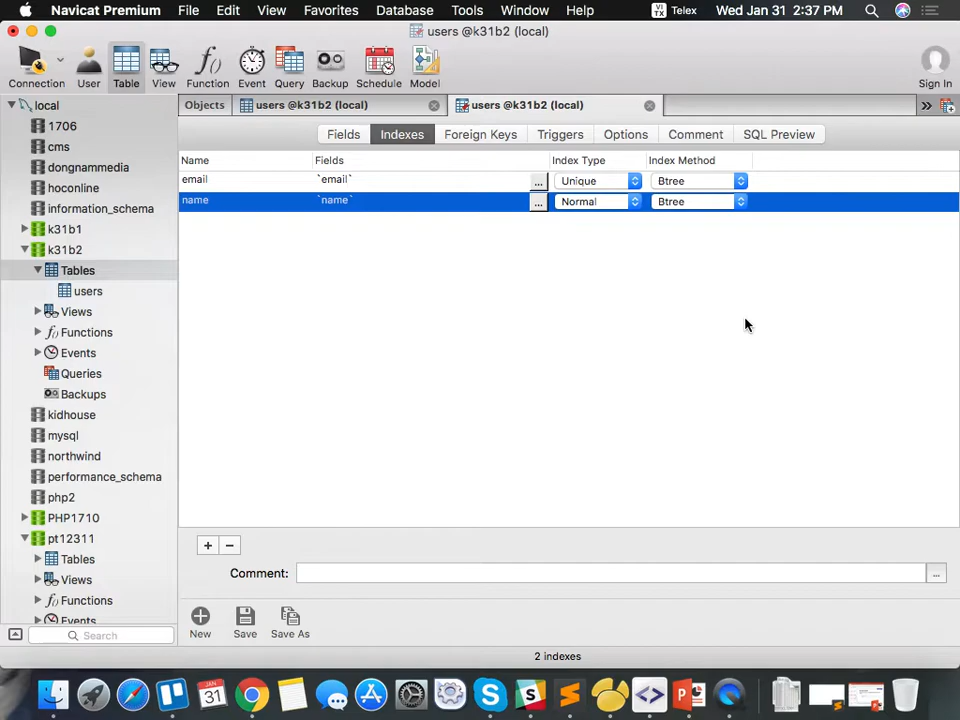 Navicat Premium File Edit View Favorites Database Tools Window Help VI TX Telex Wed Jan 31 2:37 PM
users @k31b2 (local)
Connection User Table View Function Event Query Backup Schedule Model Sign In
Objects users @k31b2 (local) users @k31b2 (local)
Fields Indexes Foreign Keys Triggers Options Comment SQL Preview
Name Fields Index Type Index Method
email `email` ... Unique Btree
name `name` ... Normal Btree
local
1706
cms
dongnammedia
hoconline
information_schema
k31b1
k31b2
Tables
users
Views
Functions
Events
Queries
Backups
kidhouse
mysql
northwind
performance_schema
php2
PHP1710
pt12311
Tables
Views
Functions
Events
Search
+ −
Comment: ...
New Save Save As
2 indexes
JAN 31